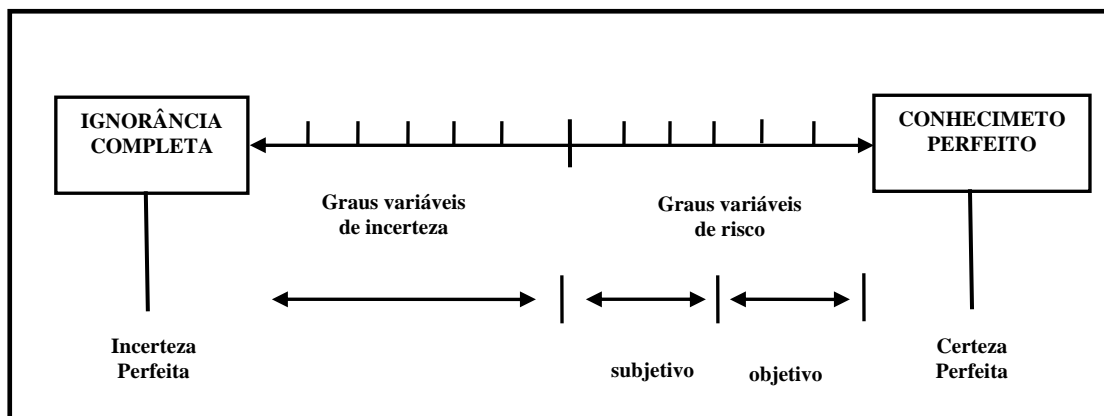 IGNORÂNCIA
COMPLETA
CONHECIMETO
PERFEITO
Graus variáveis
de incerteza
Graus variáveis
de risco
Incerteza
Perfeita
subjetivo
objetivo
Certeza
Perfeita